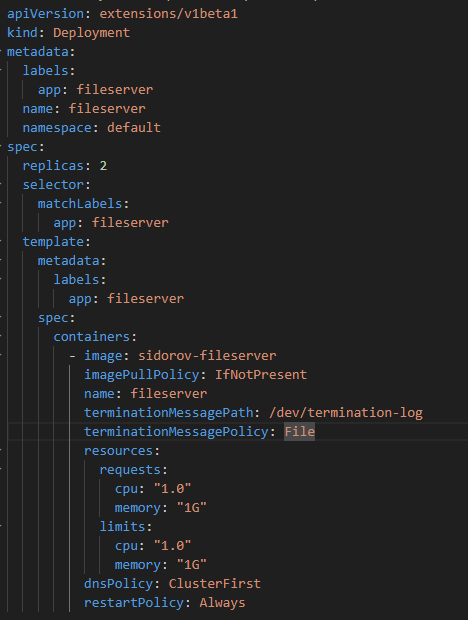 apiVersion: extensions/v1beta1
kind: Deployment
metadata:
  labels:
    app: fileserver
  name: fileserver
  namespace: default
spec:
  replicas: 2
  selector:
    matchLabels:
      app: fileserver
  template:
    metadata:
      labels:
        app: fileserver
    spec:
      containers:
        - image: sidorov-fileserver
          imagePullPolicy: IfNotPresent
          name: fileserver
          terminationMessagePath: /dev/termination-log
          terminationMessagePolicy: File
          resources:
            requests:
              cpu: "1.0"
              memory: "1G"
            limits:
              cpu: "1.0"
              memory: "1G"
          dnsPolicy: ClusterFirst
          restartPolicy: Always